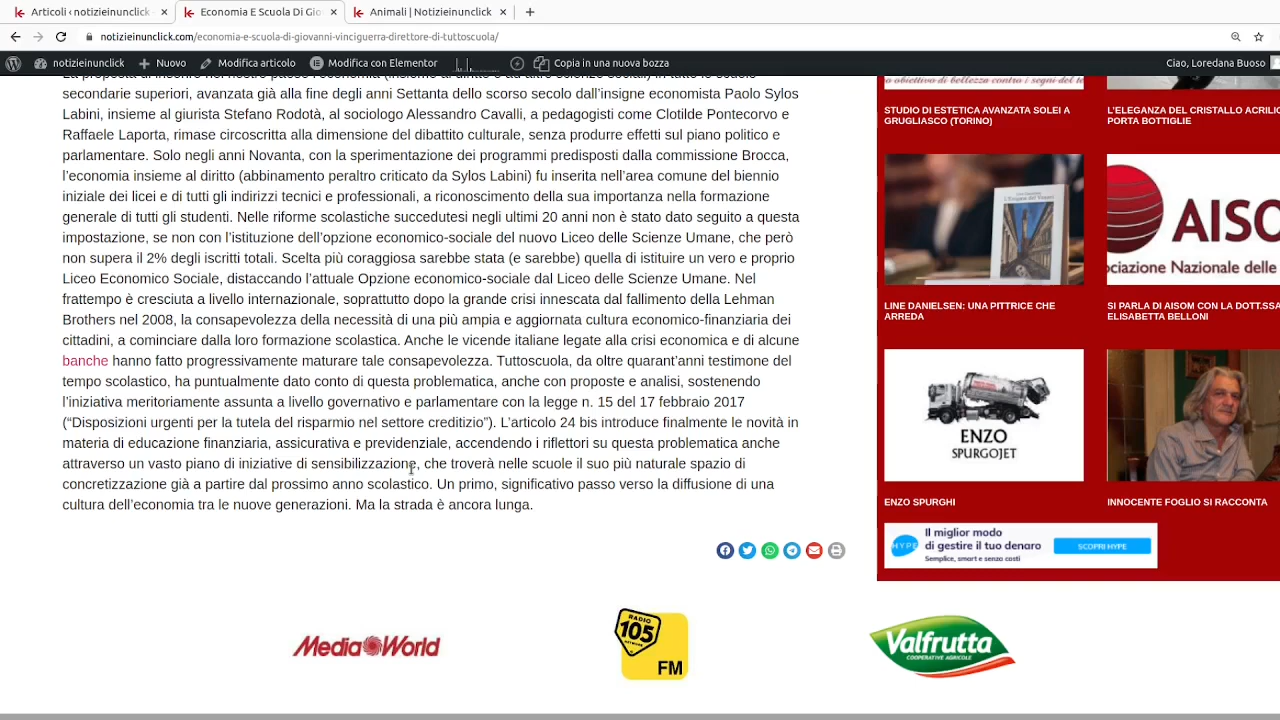 Articoli ‹ notizieinunclick -
Economia E Scuola Di Gio
Animali | Notizieinunclick
notizieinunclick.com/economia-e-scuola-di-giovanni-vinciguerra-direttore-di-tuttoscuola/
notizieinunclick
Nuovo
Modifica articolo
Modifica con Elementor
Copia in una nuova bozza
Ciao, Loredana Buoso
secondarie superiori, avanzata già alla fine degli anni Settanta dello scorso secolo dall’insigne economista Paolo Sylos
Labini, insieme al giurista Stefano Rodotà, al sociologo Alessandro Cavalli, a pedagogisti come Clotilde Pontecorvo e
Raffaele Laporta, rimase circoscritta alla dimensione del dibattito culturale, senza produrre effetti sul piano politico e
parlamentare. Solo negli anni Novanta, con la sperimentazione dei programmi predisposti dalla commissione Brocca,
l’economia insieme al diritto (abbinamento peraltro criticato da Sylos Labini) fu inserita nell’area comune del biennio
iniziale dei licei e di tutti gli indirizzi tecnici e professionali, a riconoscimento della sua importanza nella formazione
generale di tutti gli studenti. Nelle riforme scolastiche succedutesi negli ultimi 20 anni non è stato dato seguito a questa
impostazione, se non con l’istituzione dell’opzione economico-sociale del nuovo Liceo delle Scienze Umane, che però
non supera il 2% degli iscritti totali. Scelta più coraggiosa sarebbe stata (e sarebbe) quella di istituire un vero e proprio
Liceo Economico Sociale, distaccando l’attuale Opzione economico-sociale dal Liceo delle Scienze Umane. Nel
frattempo è cresciuta a livello internazionale, soprattutto dopo la grande crisi innescata dal fallimento della Lehman
Brothers nel 2008, la consapevolezza della necessità di una più ampia e aggiornata cultura economico-finanziaria dei
cittadini, a cominciare dalla loro formazione scolastica. Anche le vicende italiane legate alla crisi economica e di alcune
banche hanno fatto progressivamente maturare tale consapevolezza. Tuttoscuola, da oltre quarant’anni testimone del
tempo scolastico, ha puntualmente dato conto di questa problematica, anche con proposte e analisi, sostenendo
l’iniziativa meritoriamente assunta a livello governativo e parlamentare con la legge n. 15 del 17 febbraio 2017
(“Disposizioni urgenti per la tutela del risparmio nel settore creditizio”). L’articolo 24 bis introduce finalmente le novità in
materia di educazione finanziaria, assicurativa e previdenziale, accendendo i riflettori su questa problematica anche
attraverso un vasto piano di iniziative di sensibilizzazione, che troverà nelle scuole il suo più naturale spazio di
concretizzazione già a partire dal prossimo anno scolastico. Un primo, significativo passo verso la diffusione di una
cultura dell’economia tra le nuove generazioni. Ma la strada è ancora lunga.
obiettivo di bellezza contro i segni del te
STUDIO DI ESTETICA AVANZATA SOLEI A
GRUGLIASCO (TORINO)
L'ELEGANZA DEL CRISTALLO ACRILIC
PORTA BOTTIGLIE
AISO
ciazione Nazionale delle
LINE DANIELSEN: UNA PITTRICE CHE
ARREDA
SI PARLA DI AISOM CON LA DOTT.SSA
ELISABETTA BELLONI
ENZO
SPURGOJET
ENZO SPURGHI
INNOCENTE FOGLIO SI RACCONTA
HYPE
Il miglior modo
di gestire il tuo denaro
Semplice, smart e senza costi
SCOPRI HYPE
MediaWorld
RADIO
105
NETWORK
FM
Valfrutta
COOPERATIVE AGRICOLE